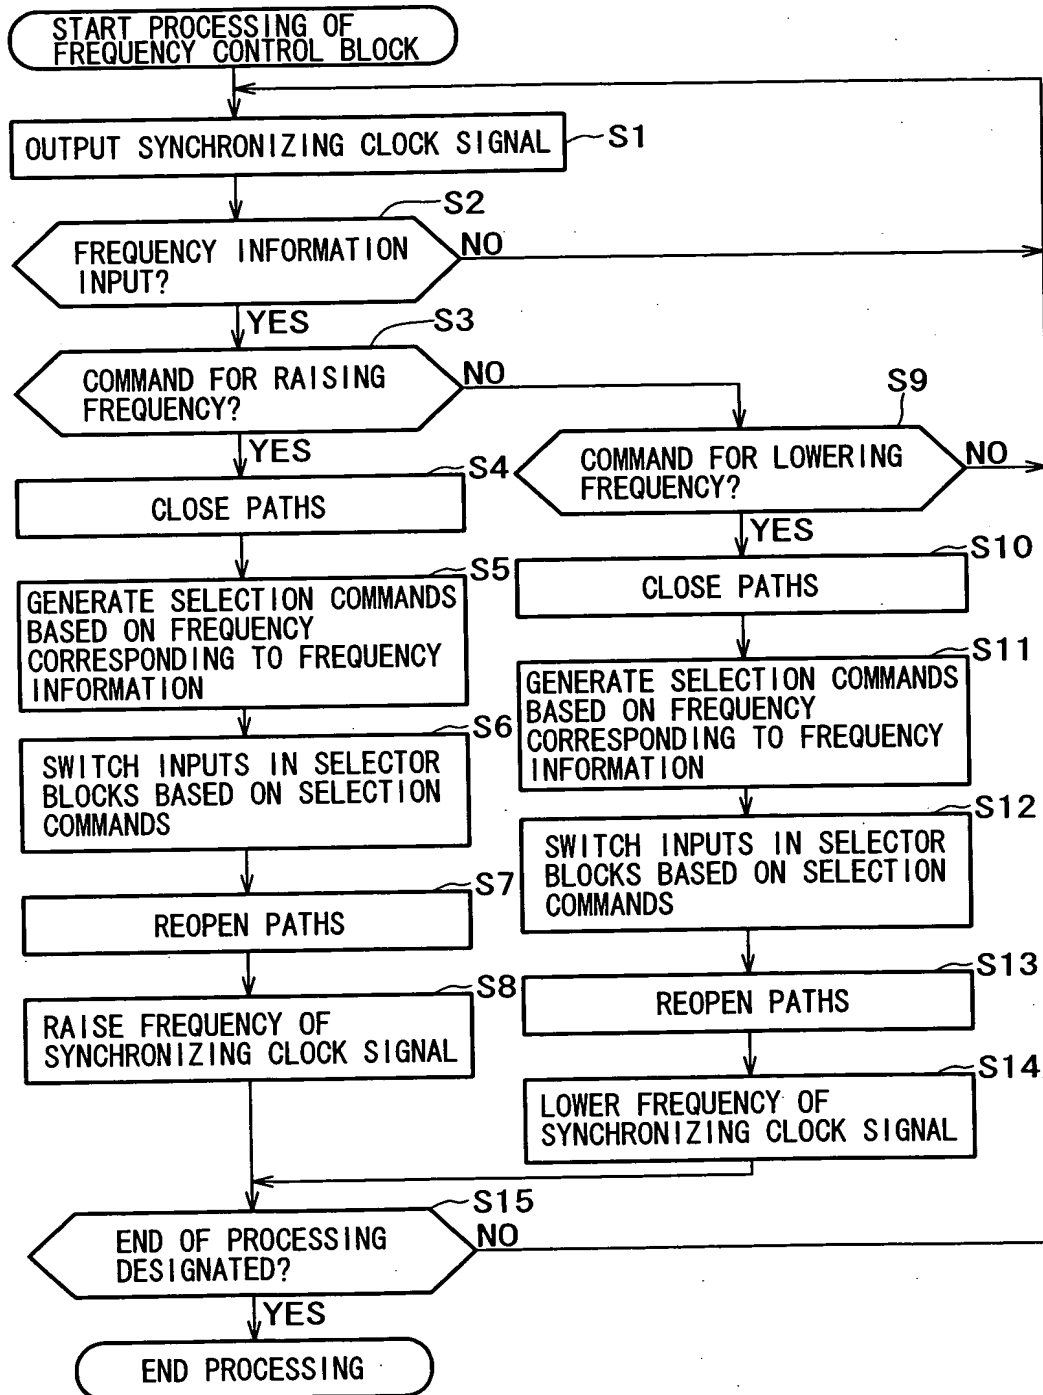 START PROCESSING OF
FREQUENCY CONTROL BLOCK
OUTPUT SYNCHRONIZING CLOCK SIGNAL
S1
S2
FREQUENCY INFORMATION
INPUT?
NO
YES
S3
COMMAND FOR RAISING
FREQUENCY?
NO
YES
S4
CLOSE PATHS
S5
GENERATE SELECTION COMMANDS
BASED ON FREQUENCY
CORRESPONDING TO FREQUENCY
INFORMATION
S6
SWITCH INPUTS IN SELECTOR
BLOCKS BASED ON SELECTION
COMMANDS
S7
REOPEN PATHS
S8
RAISE FREQUENCY OF
SYNCHRONIZING CLOCK SIGNAL
S9
COMMAND FOR LOWERING
FREQUENCY?
NO
YES
S10
CLOSE PATHS
S11
GENERATE SELECTION COMMANDS
BASED ON FREQUENCY
CORRESPONDING TO FREQUENCY
INFORMATION
S12
SWITCH INPUTS IN SELECTOR
BLOCKS BASED ON SELECTION
COMMANDS
S13
REOPEN PATHS
S14
LOWER FREQUENCY OF
SYNCHRONIZING CLOCK SIGNAL
S15
END OF PROCESSING
DESIGNATED?
NO
YES
END PROCESSING